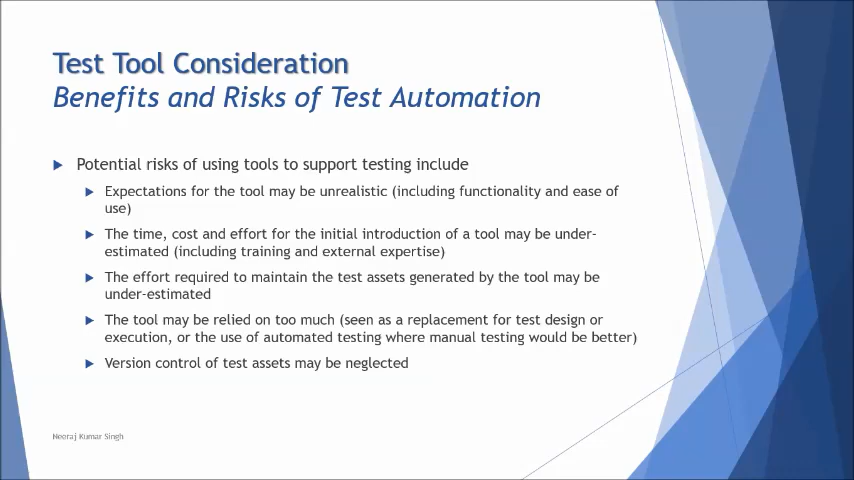 Test Tool Consideration
Benefits and Risks of Test Automation
Potential risks of using tools to support testing include
Expectations for the tool may be unrealistic (including functionality and ease of
use)
The time, cost and effort for the initial introduction of a tool may be under-
estimated (including training and external expertise)
The effort required to maintain the test assets generated by the tool may be
under-estimated
The tool may be relied on too much (seen as a replacement for test design or
execution, or the use of automated testing where manual testing would be better)
Version control of test assets may be neglected
Neeraj Kumar Singh